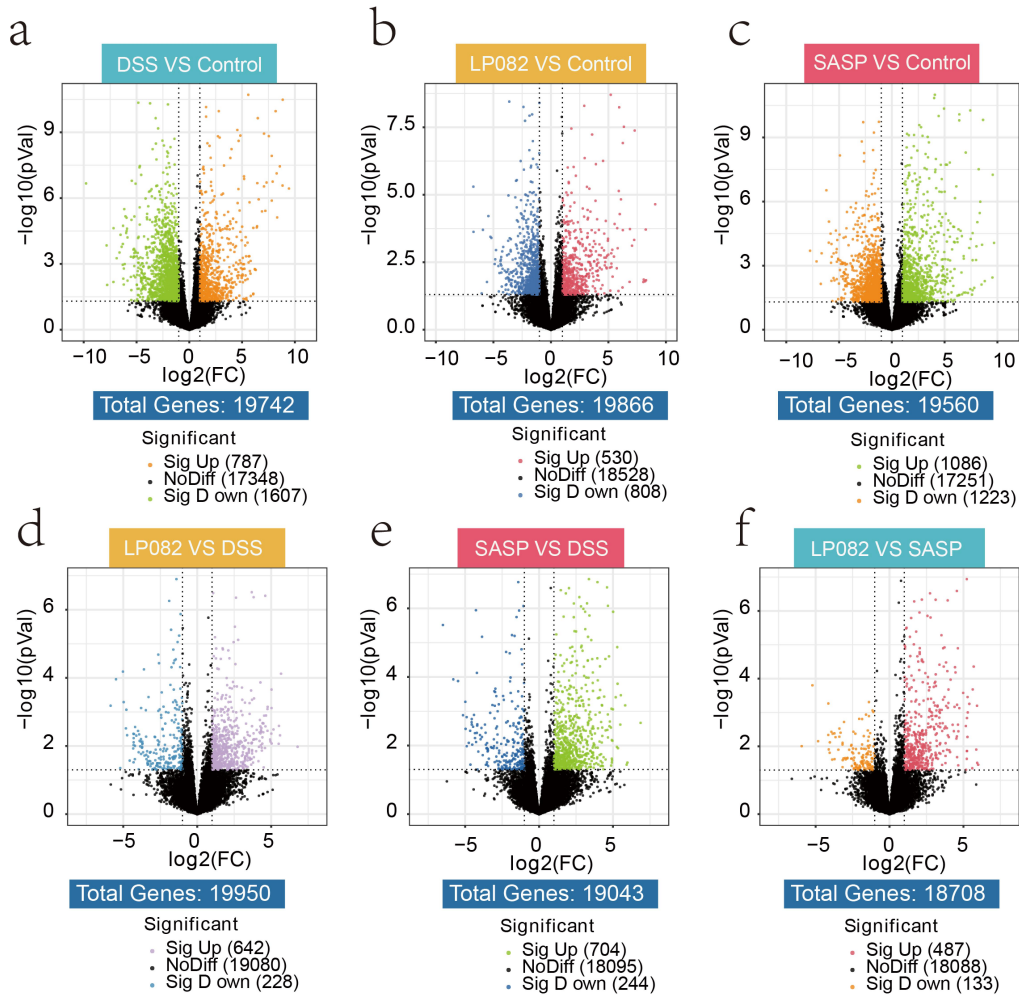 a
DSS VS Control
−log10(pVal)
9
6
3
0
−10 −5 0 5 10
log2(FC)
Total Genes: 19742
Significant
Sig Up (787)
NoDiff (17348)
Sig D own (1607)
b
LP082 VS Control
−log10(pVal)
7.5
5.0
2.5
0.0
−10 −5 0 5 10
log2(FC)
Total Genes: 19866
Significant
Sig Up (530)
NoDiff (18528)
Sig D own (808)
c
SASP VS Control
−log10(pVal)
9
6
3
0
−10 −5 0 5 10
log2(FC)
Total Genes: 19560
Significant
Sig Up (1086)
NoDiff (17251)
Sig D own (1223)
d
LP082 VS DSS
−log10(pVal)
6
4
2
0
−5 0 5
log2(FC)
Total Genes: 19950
Significant
Sig Up (642)
NoDiff (19080)
Sig D own (228)
e
SASP VS DSS
−log10(pVal)
6
4
2
0
−5 0 5
log2(FC)
Total Genes: 19043
Significant
Sig Up (704)
NoDiff (18095)
Sig D own (244)
f
LP082 VS SASP
−log10(pVal)
6
4
2
0
−5 0 5
log2(FC)
Total Genes: 18708
Significant
Sig Up (487)
NoDiff (18088)
Sig D own (133)